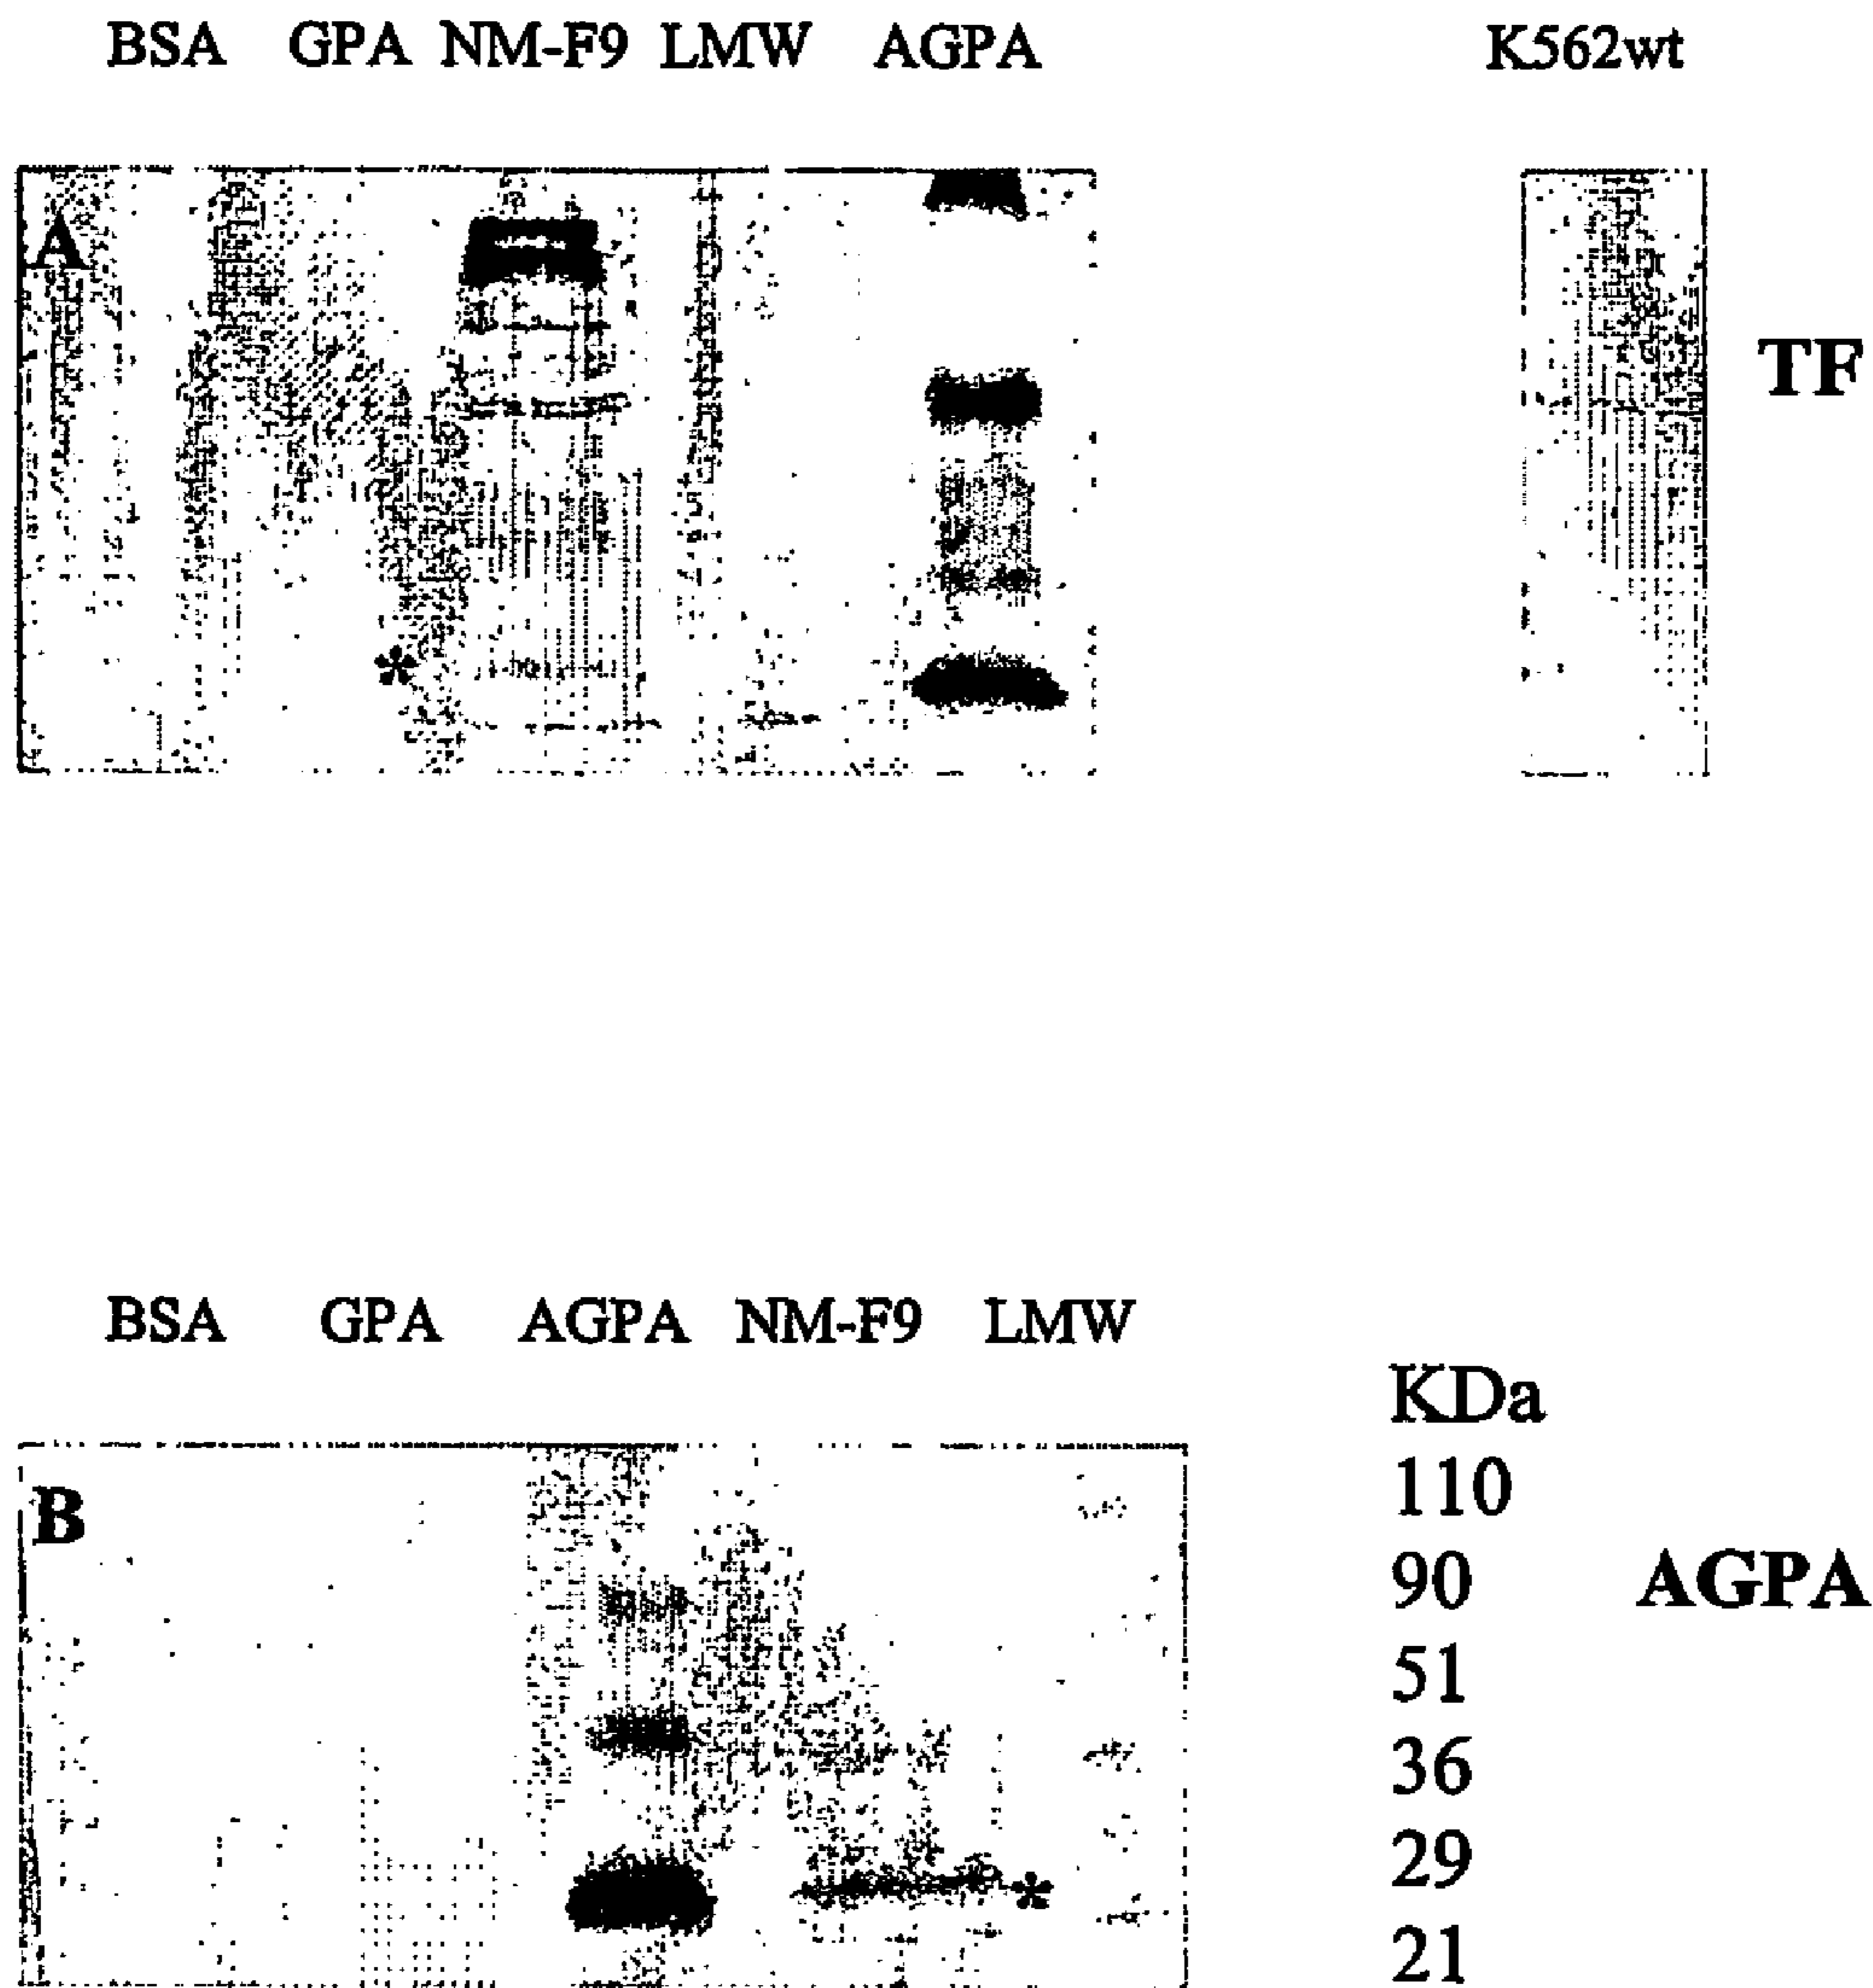 BSA GPA NM-F9 LMW AGPA K562wt
A
TF
*
BSA GPA AGPA NM-F9 LMW
KDa
B
110
90 AGPA
51
36
29
*
21